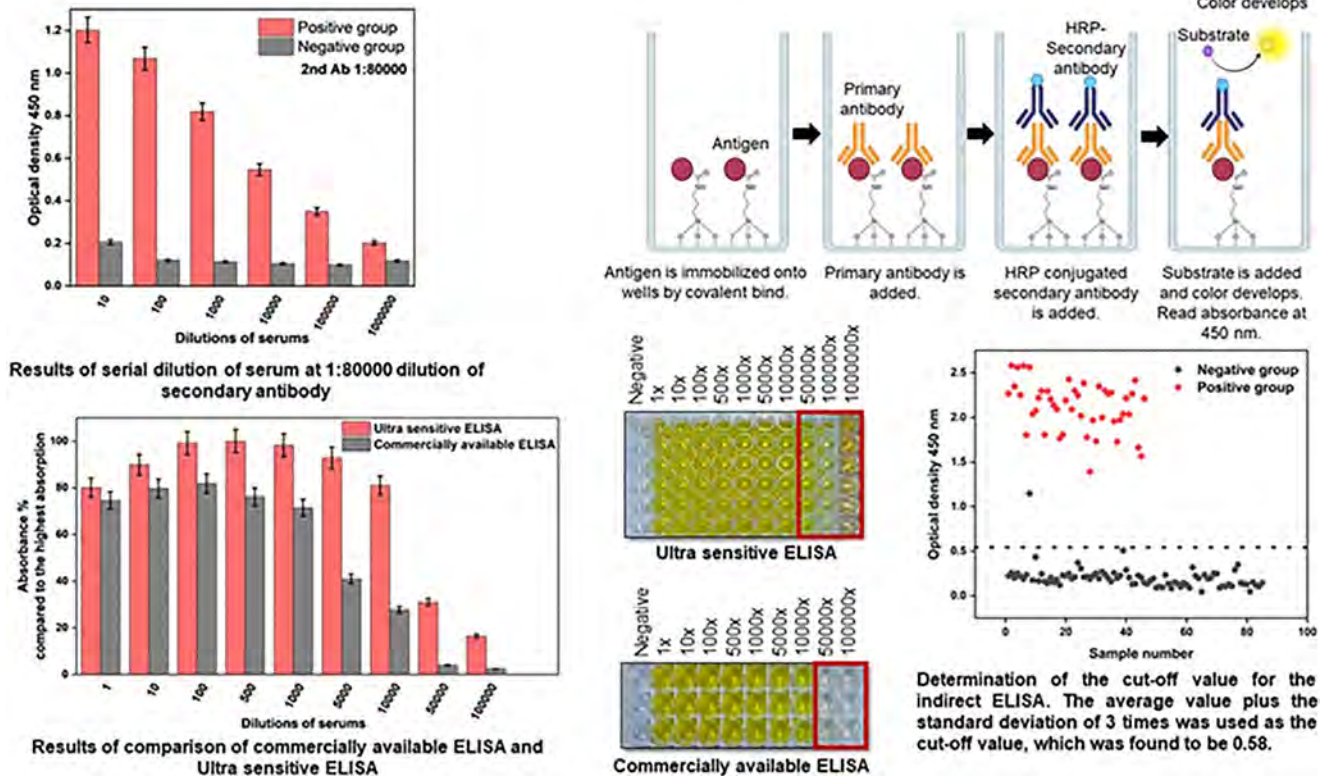 1.2
1.0
0.8
0.6
0.4
0.2
0.0
Optical density 450 nm
Positive group
Negative group
2nd Ab 1:80000
10
100
1000
10000
100000
1000000
Dilutions of serums
Results of serial dilution of serum at 1:80000 dilution of
secondary antibody
100
80
60
40
20
0
Absorbance %
compared to the highest absorption
Ultra sensitive ELISA
Commercially available ELISA
1
10
100
500
1000
5000
10000
50000
100000
Dilutions of serums
Results of comparison of commercially available ELISA and
Ultra sensitive ELISA
Antigen
Antigen is immobilized onto
wells by covalent bind.
Primary
antibody
Primary antibody is
added.
HRP-
Secondary
antibody
HRP conjugated
secondary antibody
is added.
Color develops
Substrate
Substrate is added
and color develops.
Read absorbance at
450 nm.
Negative
1x
10x
100x
500x
1000x
5000x
10000x
50000x
100000x
1000000x
Ultra sensitive ELISA
Negative
1x
10x
100x
500x
1000x
5000x
10000x
50000x
100000x
Commercially available ELISA
2.5
2.0
1.5
1.0
0.5
0.0
Optical density 450 nm
Negative group
Positive group
0
20
40
60
80
100
Sample number
Determination of the cut-off value for the
indirect ELISA. The average value plus the
standard deviation of 3 times was used as the
cut-off value, which was found to be 0.58.